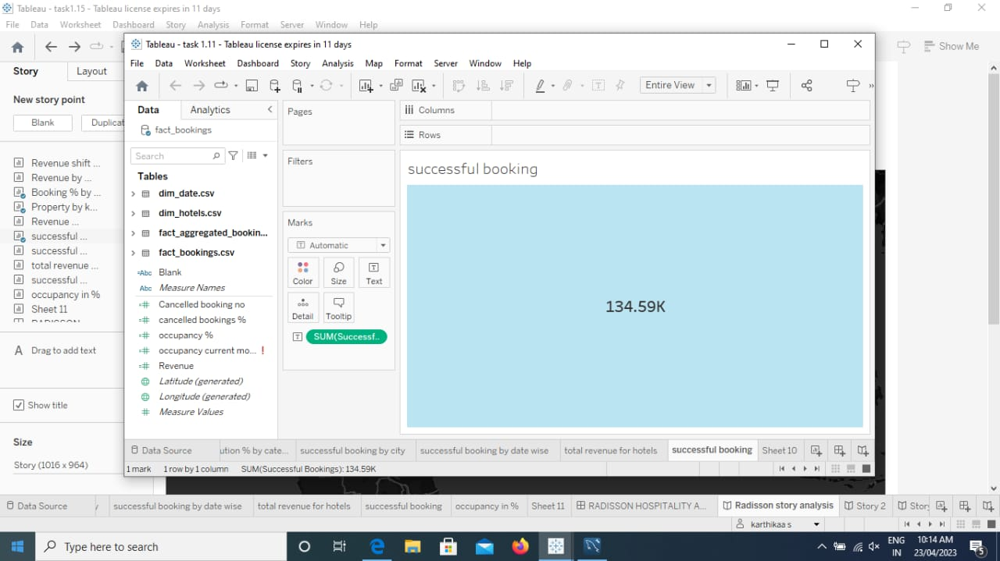 Tableau - task1.15 - Tableau license expires in 11 days
File Data Worksheet Dashboard Story Analysis Format Server Window Help
Show Me
Story Layout
New story point
Blank Duplicat
Revenue shift ...
Revenue by ...
Booking % by ...
Property by k...
Revenue ...
successful ...
successful ...
total revenue ...
successful ...
occupancy in %
Sheet 11
A Drag to add text
Show title
Size
Story (1016 x 964)
Tableau - task 1.11 - Tableau license expires in 11 days
File Data Worksheet Dashboard Story Analysis Map Format Server Window Help
Entire View
Data Analytics
fact_bookings
Search
Tables
dim_date.csv
dim_hotels.csv
fact_aggregated_bookin...
fact_bookings.csv
=Abc Blank
Abc Measure Names
Cancelled booking no
cancelled bookings %
occupancy %
occupancy current mo... !
Revenue
Latitude (generated)
Longitude (generated)
Measure Values
Pages
Filters
Marks
Automatic
Color Size Text
Detail Tooltip
SUM(Successf..
Columns
Rows
successful booking
134.59K
Data Source ution % by cate... successful booking by city successful booking by date wise total revenue for hotels successful booking Sheet 10
1 mark 1 row by 1 column SUM(Successful Bookings): 134.59K
Data Source successful booking by date wise total revenue for hotels successful booking occupancy in % Sheet 11 RADISSON HOSPITALITY A... Radisson story analysis Story 2 Story
karthikaa s
Type here to search
ENG
IN
10:14 AM
23/04/2023
5